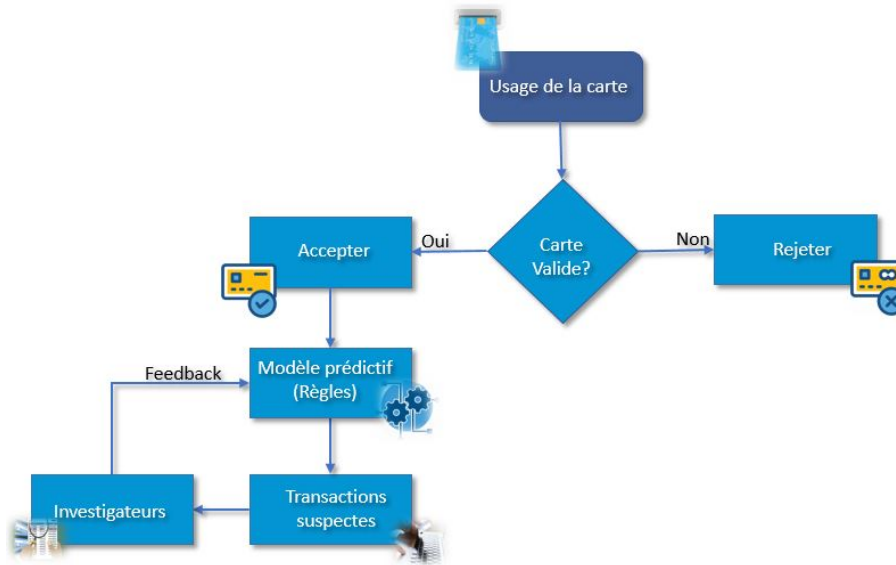 Usage de la carte
Carte
Valide?
Oui
Non
Accepter
Rejeter
Modèle prédictif
(Règles)
Feedback
Transactions
suspectes
Investigateurs